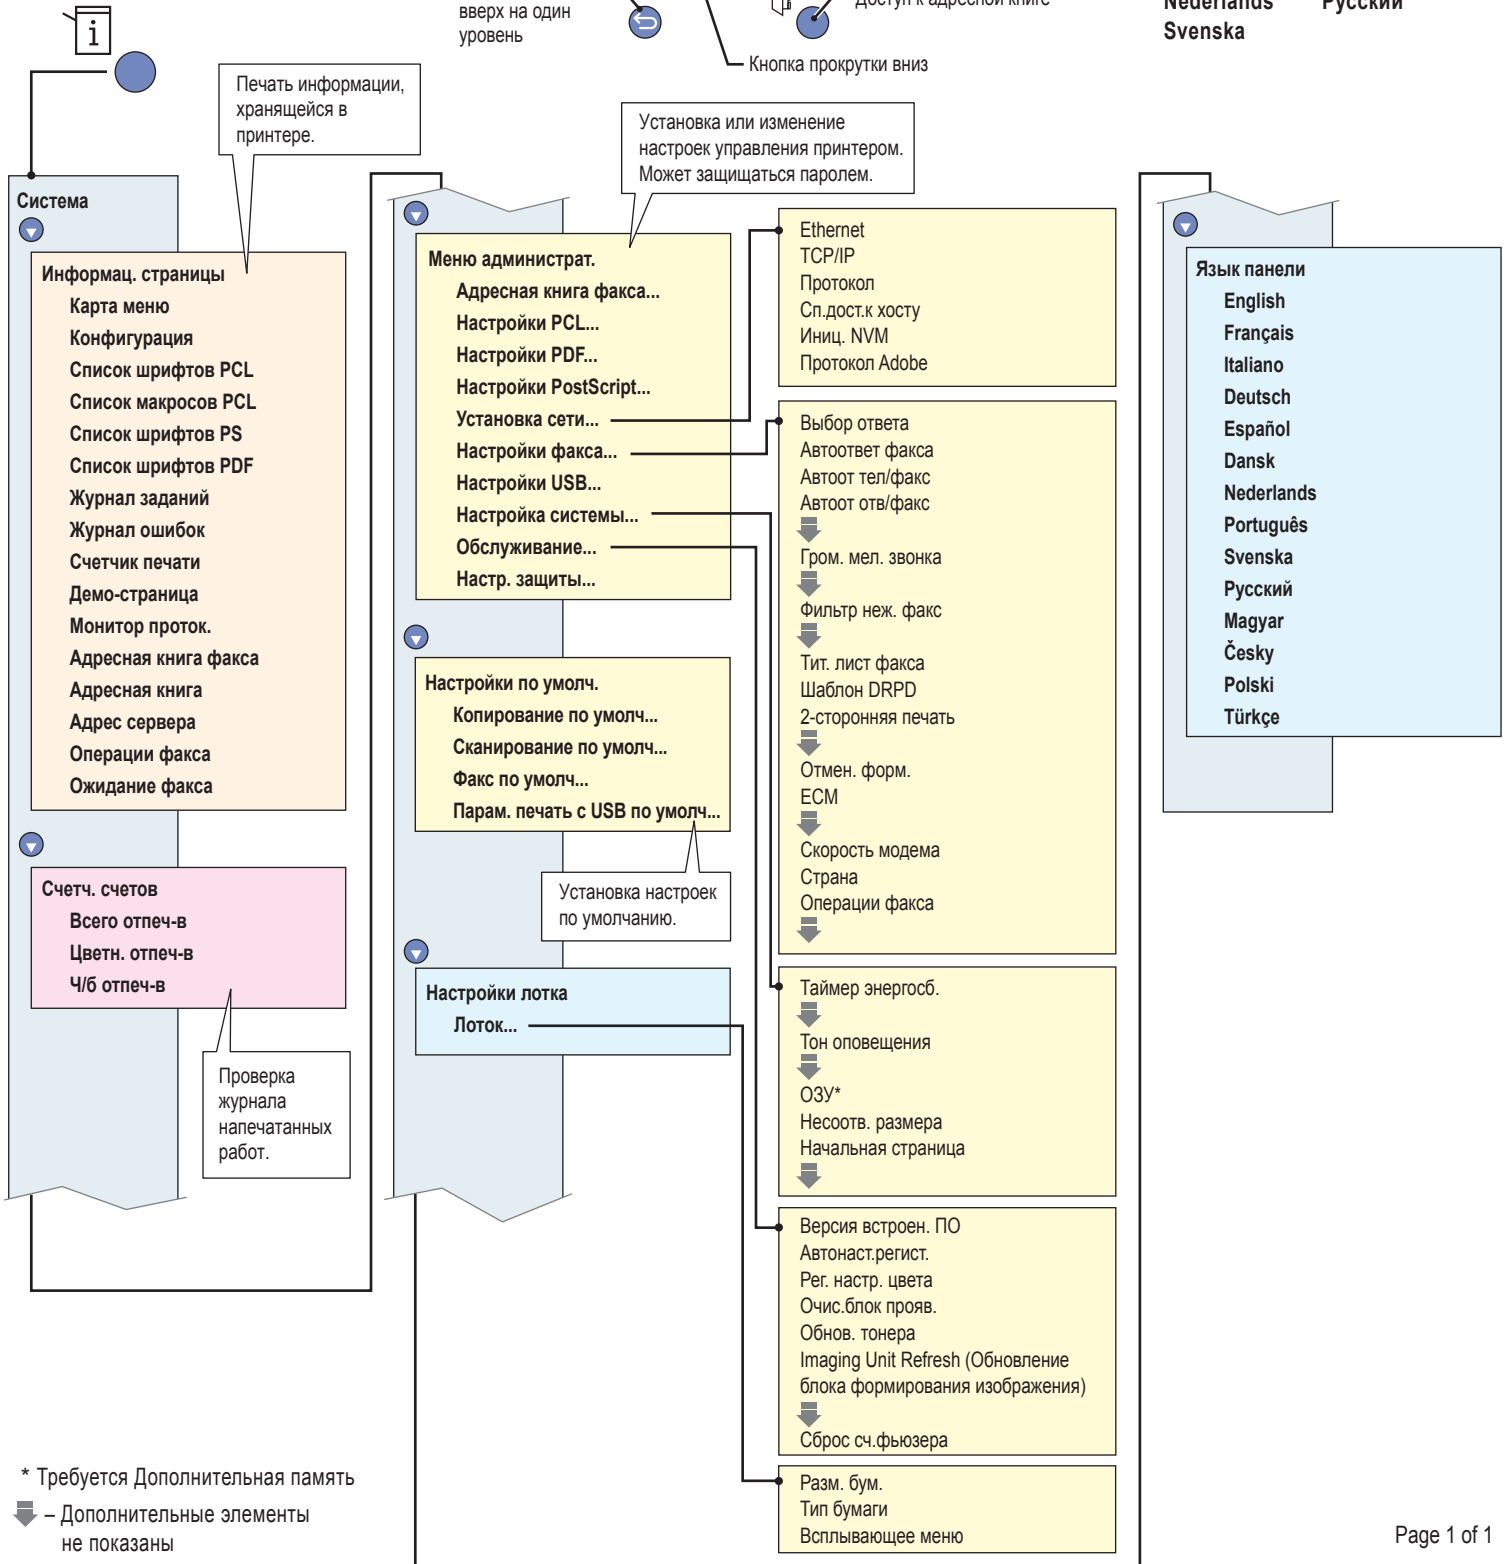 вверх на один
уровень
Кнопка прокрутки вниз
Nederlands Русский
Svenska
Печать информации,
хранящейся в
принтере.
Установка или изменение
настроек управления принтером.
Может защищаться паролем.
Система
Информац. страницы
Карта меню
Конфигурация
Список шрифтов PCL
Список макросов PCL
Список шрифтов PS
Список шрифтов PDF
Журнал заданий
Журнал ошибок
Счетчик печати
Демо-страница
Монитор проток.
Адресная книга факса
Адресная книга
Адрес сервера
Операции факса
Ожидание факса
Счетч. счетов
Всего отпеч-в
Цветн. отпеч-в
Ч/б отпеч-в
Проверка
журнала
напечатанных
работ.
Меню администрат.
Адресная книга факса...
Настройки PCL...
Настройки PDF...
Настройки PostScript...
Установка сети...
Настройки факса...
Настройки USB...
Настройка системы...
Обслуживание...
Настр. защиты...
Настройки по умолч.
Копирование по умолч...
Сканирование по умолч...
Факс по умолч...
Парам. печать с USB по умолч...
Установка настроек
по умолчанию.
Настройки лотка
Лоток...
Ethernet
TCP/IP
Протокол
Сп.дост.к хосту
Иниц. NVM
Протокол Adobe
Выбор ответа
Автоответ факса
Автоот тел/факс
Автоот отв/факс
Гром. мел. звонка
Фильтр неж. факс
Тит. лист факса
Шаблон DRPD
2-сторонняя печать
Отмен. форм.
ECM
Скорость модема
Страна
Операции факса
Таймер энергосб.
Тон оповещения
ОЗУ*
Несоотв. размера
Начальная страница
Версия встроен. ПО
Автонаст.регист.
Рег. настр. цвета
Очис.блок прояв.
Обнов. тонера
Imaging Unit Refresh (Обновление
блока формирования изображения)
Сброс сч.фьюзера
Разм. бум.
Тип бумаги
Всплывающее меню
Язык панели
English
Français
Italiano
Deutsch
Español
Dansk
Nederlands
Português
Svenska
Русский
Magyar
Česky
Polski
Türkçe
* Требуется Дополнительная память
– Дополнительные элементы
не показаны
Page 1 of 1